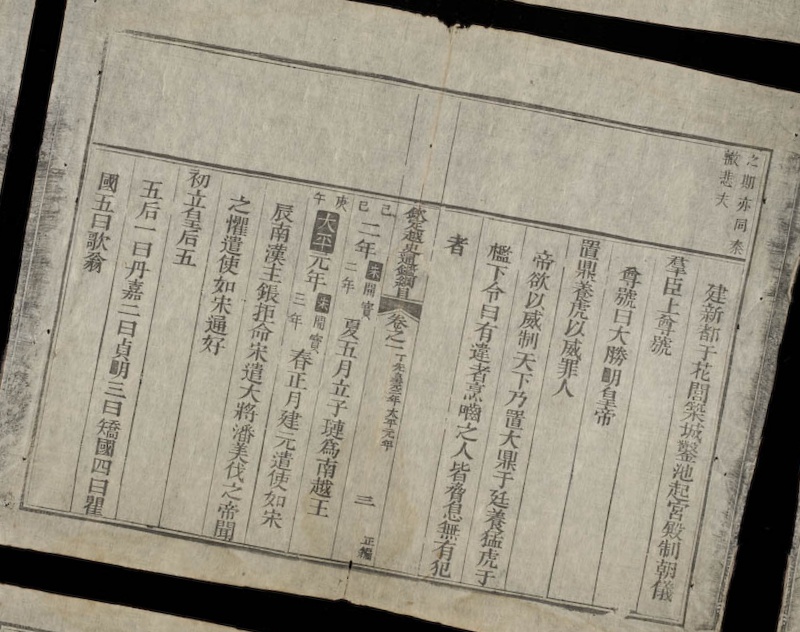 之期亦同秦
悲夫
建新都于花閭築城鑿池起宮殿制朝儀
羣臣上尊號
尊號曰大勝明皇帝
置鼎養虎以威罪人
帝欲以威制天下乃置大鼎于廷養猛虎于
檻下令曰有違者烹嚙之人皆脅息無有犯
者
欽定越史通鑑綱目 卷之一 丁先皇二年大平元年 三 正編
己巳 二年 宋開寶二年 夏五月立子璉為南越王
庚午 大平元年 宋開寶三年 春正月建元遣使如宋
辰南漢主鋹拒命宋遣大將潘美伐之帝聞
之懼遣使如宋通好
初立皇后五
五后一曰丹嘉二曰貞明三曰矯國四曰瞿
國五曰歌翁